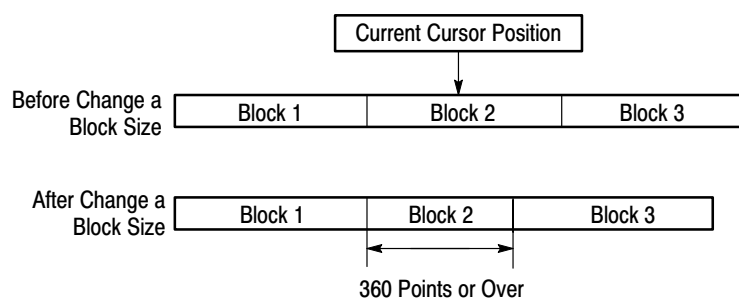 Current Cursor Position
Before Change a
Block Size
Block 1 Block 2 Block 3
After Change a
Block Size
Block 1 Block 2 Block 3
360 Points or Over